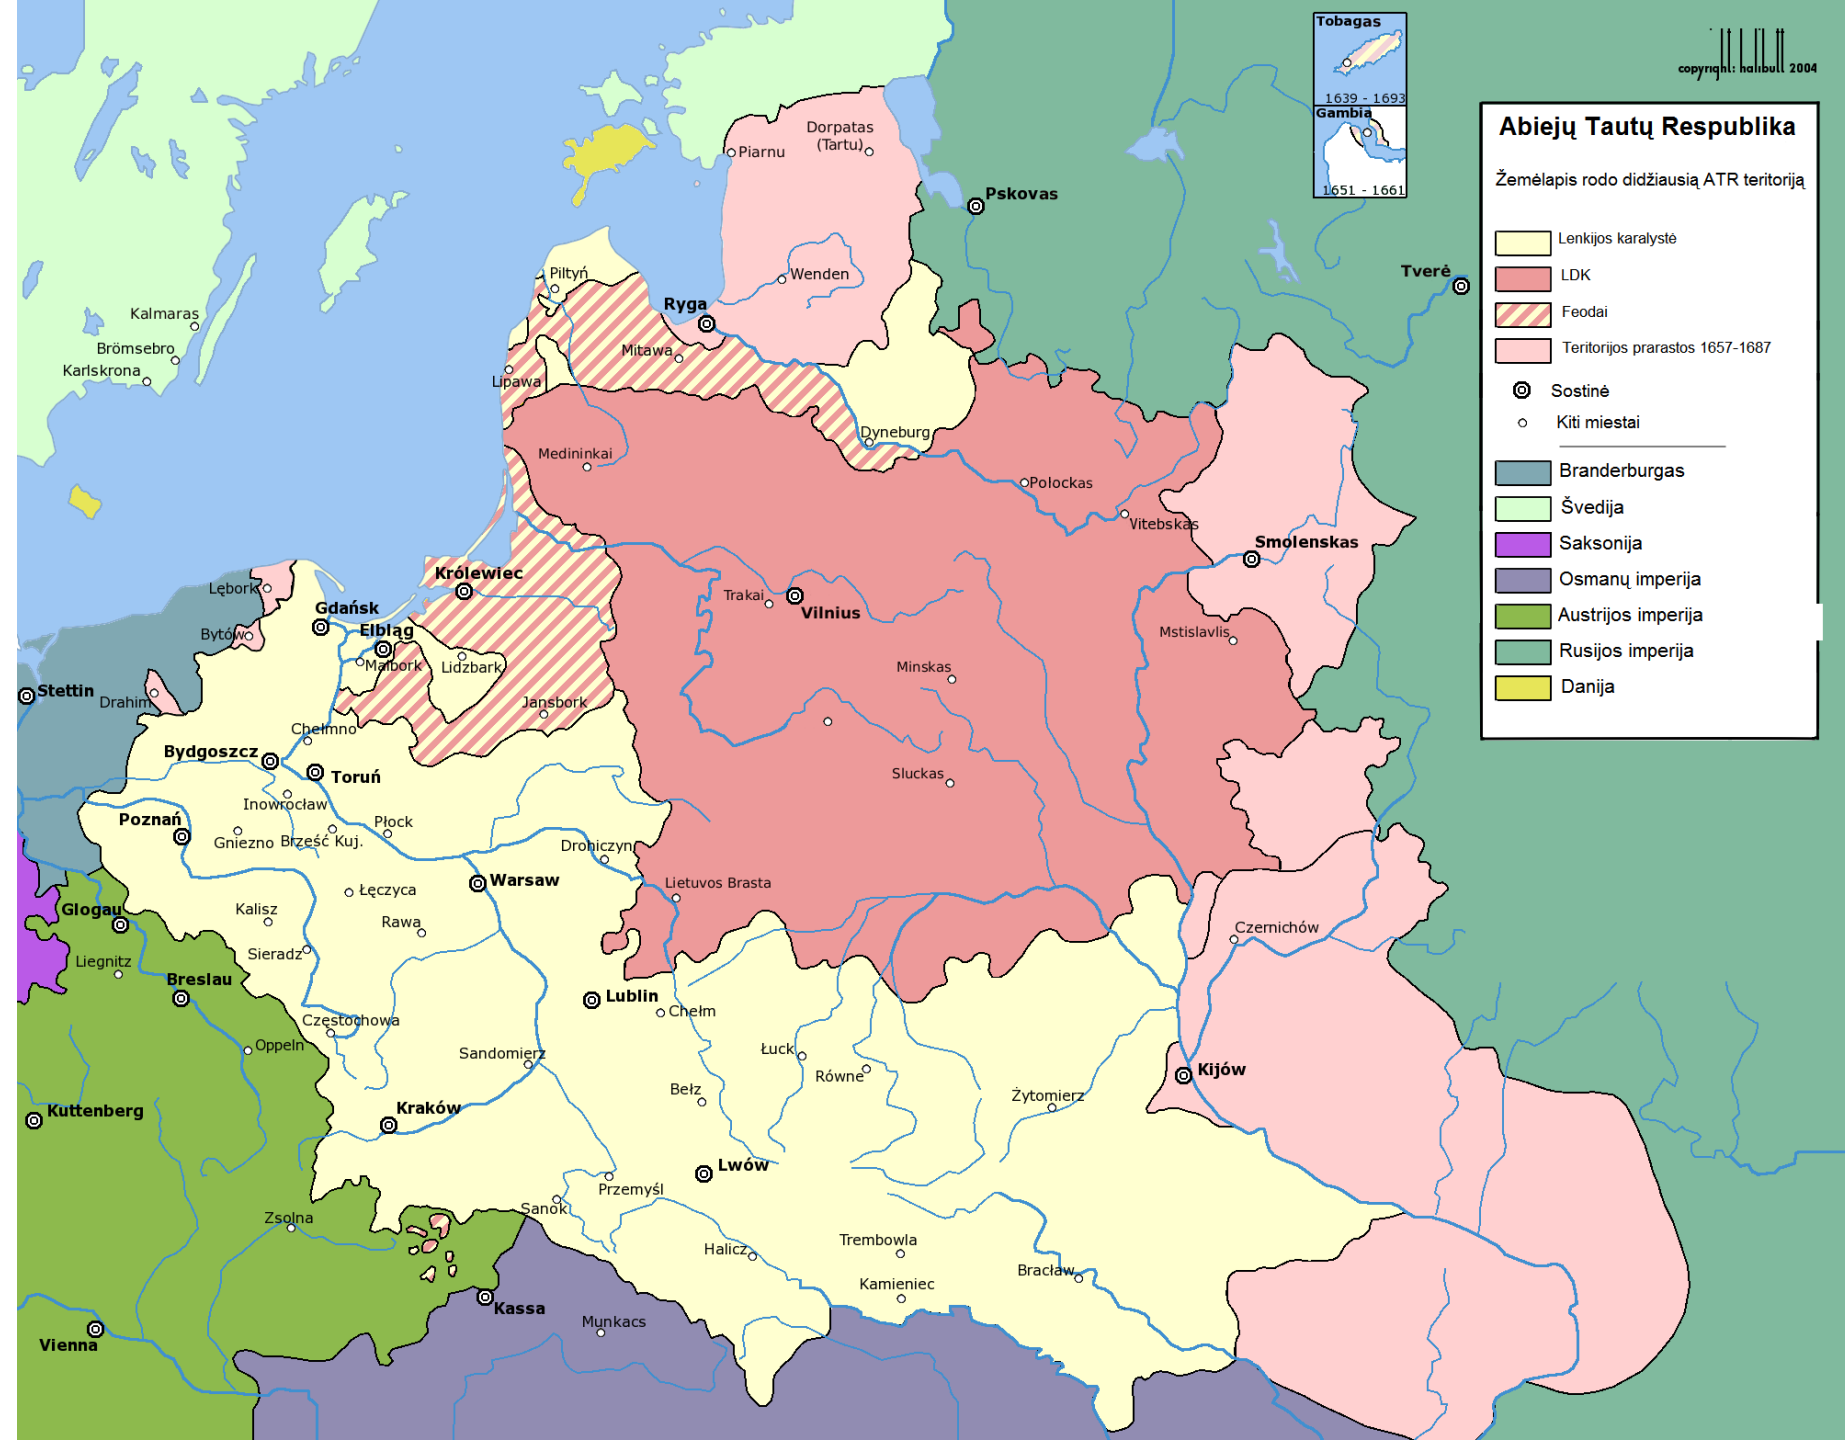 Tobagas
1639 - 1693
Gambia
1651 - 1661
copyright: halibutt 2004
Abiejų Tautų Respublika
Žemėlapis rodo didžiausią ATR teritoriją
Lenkijos karalystė
LDK
Feodai
Teritorijos prarastos 1657-1687
Sostinė
Kiti miestai
Branderburgas
Švedija
Saksonija
Osmanų imperija
Austrijos imperija
Rusijos imperija
Danija
Dorpatas
(Tartu)
Piarnu
Pskovas
Tverė
Wenden
Piltyń
Ryga
Kalmaras
Brömsebro
Karlskrona
Mitawa
Lipawa
Dyneburg
Medininkai
Polockas
Vitebskas
Smolenskas
Królewiec
Lębork
Gdańsk
Elbląg
Bytów
Malbork
Lidzbark
Trakai
Vilnius
Mstislavlis
Minskas
Stettin
Drahim
Jansbork
Chełmno
Bydgoszcz
Toruń
Inowrocław
Sluckas
Poznań
Gniezno
Brześć Kuj.
Płock
Drohiczyn
Warsaw
Lietuvos Brasta
Łęczyca
Glogau
Kalisz
Rawa
Czernichów
Sieradz
Liegnitz
Breslau
Lublin
Chełm
Częstochowa
Oppeln
Sandomierz
Łuck
Równe
Kijów
Bełz
Żytomierz
Kuttenberg
Kraków
Lwów
Przemyśl
Sanok
Zsolna
Halicz
Trembowla
Bracław
Kamieniec
Kassa
Munkacs
Vienna